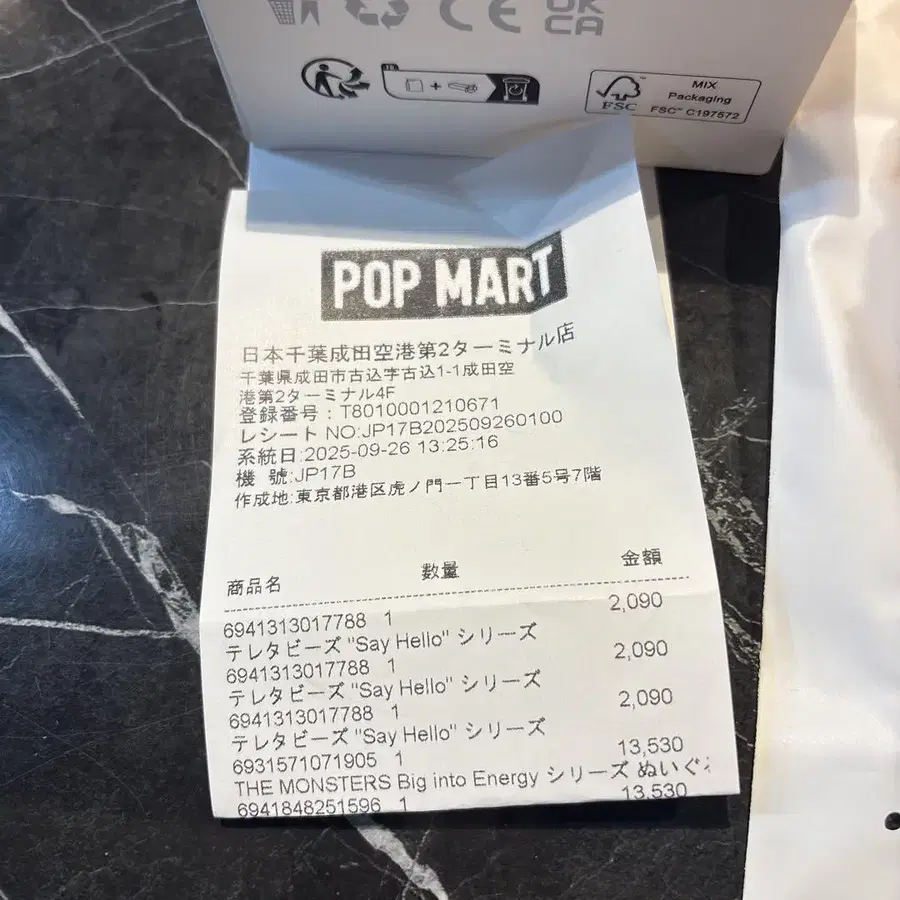 UK
CA
MIX
Packaging
FSC™ C197572
FSC
POP MART
日本千葉成田空港第2ターミナル店
千葉県成田市古込字古込1-1成田空
港第2ターミナル4F
登録番号：T8010001210671
レシート NO:JP17B202509260100
系統日:2025-09-26 13:25:16
機 號:JP17B
作成地:東京都港区虎ノ門一丁目13番5号7階
商品名 数量 金額
6941313017788 1 2,090
テレタビーズ "Say Hello" シリーズ
6941313017788 1 2,090
テレタビーズ "Say Hello" シリーズ
6941313017788 1 2,090
テレタビーズ "Say Hello" シリーズ
6931571071905 1 13,530
THE MONSTERS Big into Energy シリーズ ぬいぐ
6941848251596 1 13,530